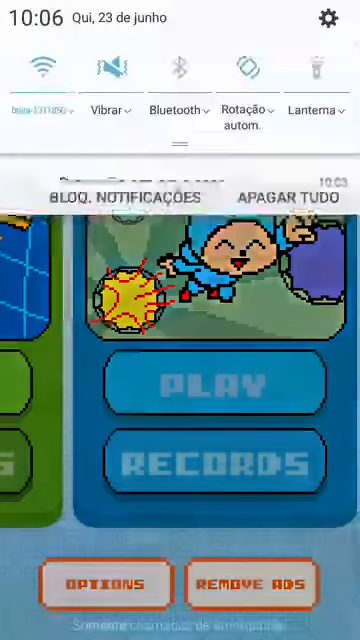 10:06 Qui, 23 de junho
Vibrar
Bluetooth
Rotação autom.
Lanterna
10:03
BLOQ. NOTIFICAÇÕES APAGAR TUDO
PLAY
RECORDS
S
OPTIONS REMOVE ADS
Somente chamadas de emergência